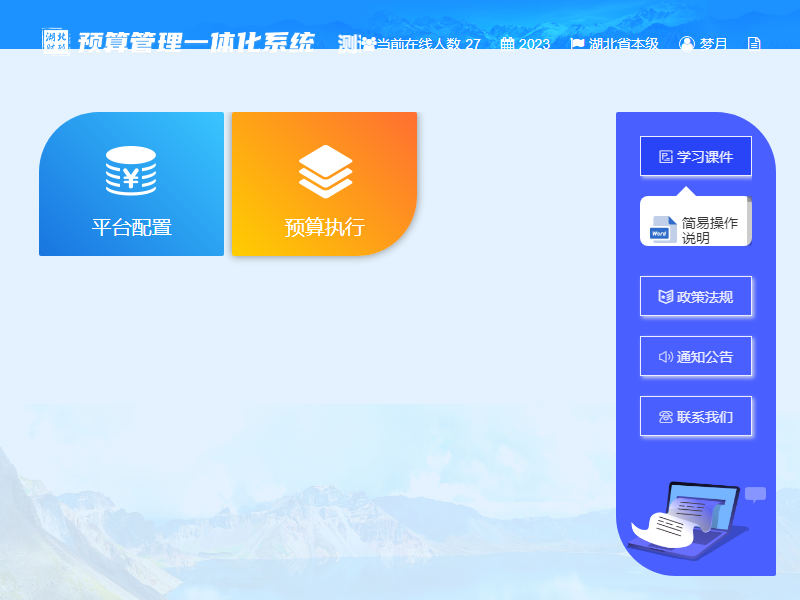 湖北
财政
预算管理一体化系统
测
当前在线人数 27
2023
湖北省本级
梦月
平台配置
预算执行
学习课件
Word
简易操作
说明
政策法规
通知公告
联系我们